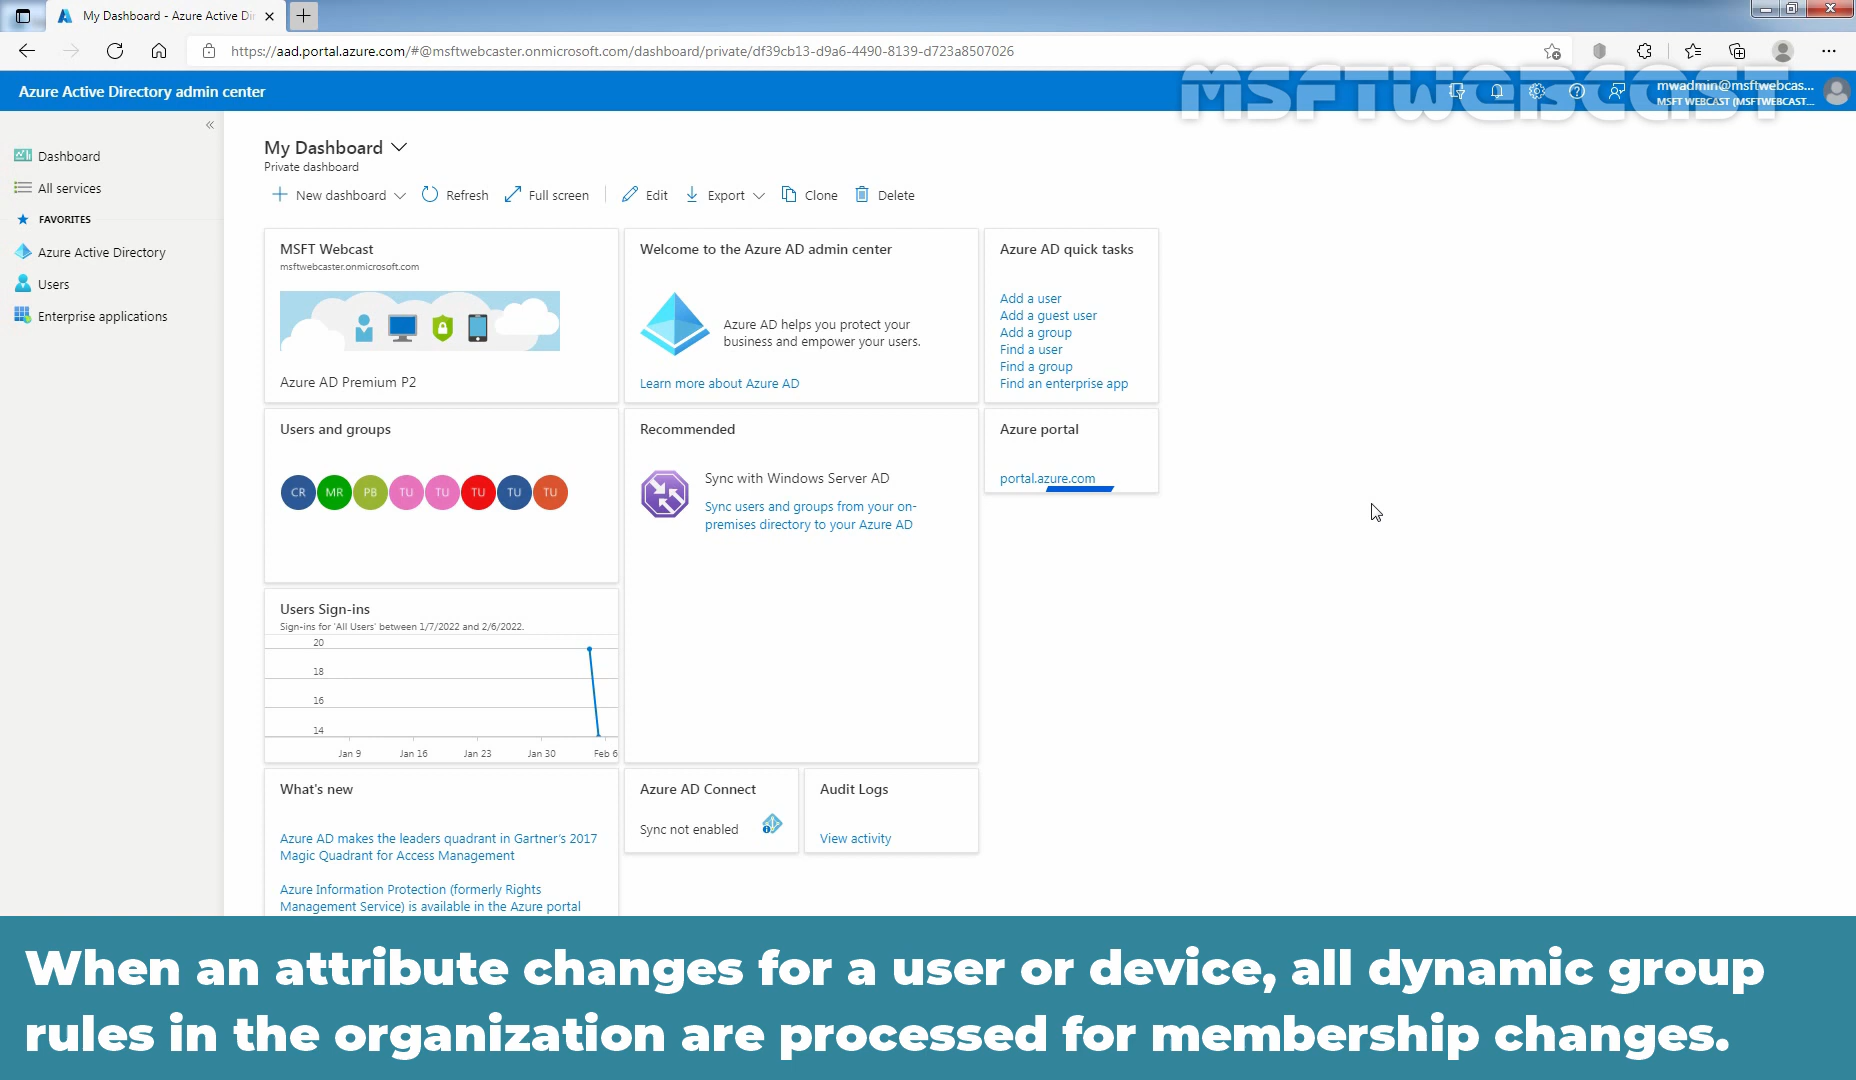 My Dashboard - Azure Active Di
https://aad.portal.azure.com/#@msftwebcaster.onmicrosoft.com/dashboard/private/df39cb13-d9a6-4490-8139-d723a8507026
MSFTWEBCAST
Azure Active Directory admin center
mwadmin@msftwebcas...
MSFT WEBCAST (MSFTWEBCAST...
Dashboard
All services
FAVORITES
Azure Active Directory
Users
Enterprise applications
My Dashboard
Private dashboard
New dashboard
Refresh
Full screen
Edit
Export
Clone
Delete
MSFT Webcast
msftwebcaster.onmicrosoft.com
Azure AD Premium P2
Welcome to the Azure AD admin center
Azure AD helps you protect your
business and empower your users.
Learn more about Azure AD
Azure AD quick tasks
Add a user
Add a guest user
Add a group
Find a user
Find a group
Find an enterprise app
Users and groups
CR MR PB TU TU TU TU TU
Recommended
Sync with Windows Server AD
Sync users and groups from your on-
premises directory to your Azure AD
Azure portal
portal.azure.com
Users Sign-ins
Sign-ins for 'All Users' between 1/7/2022 and 2/6/2022.
20
18
16
14
Jan 9 Jan 16 Jan 23 Jan 30 Feb 6
What's new
Azure AD makes the leaders quadrant in Gartner's 2017
Magic Quadrant for Access Management
Azure Information Protection (formerly Rights
Management Service) is available in the Azure portal
Azure AD Connect
Sync not enabled
Audit Logs
View activity
When an attribute changes for a user or device, all dynamic group
rules in the organization are processed for membership changes.